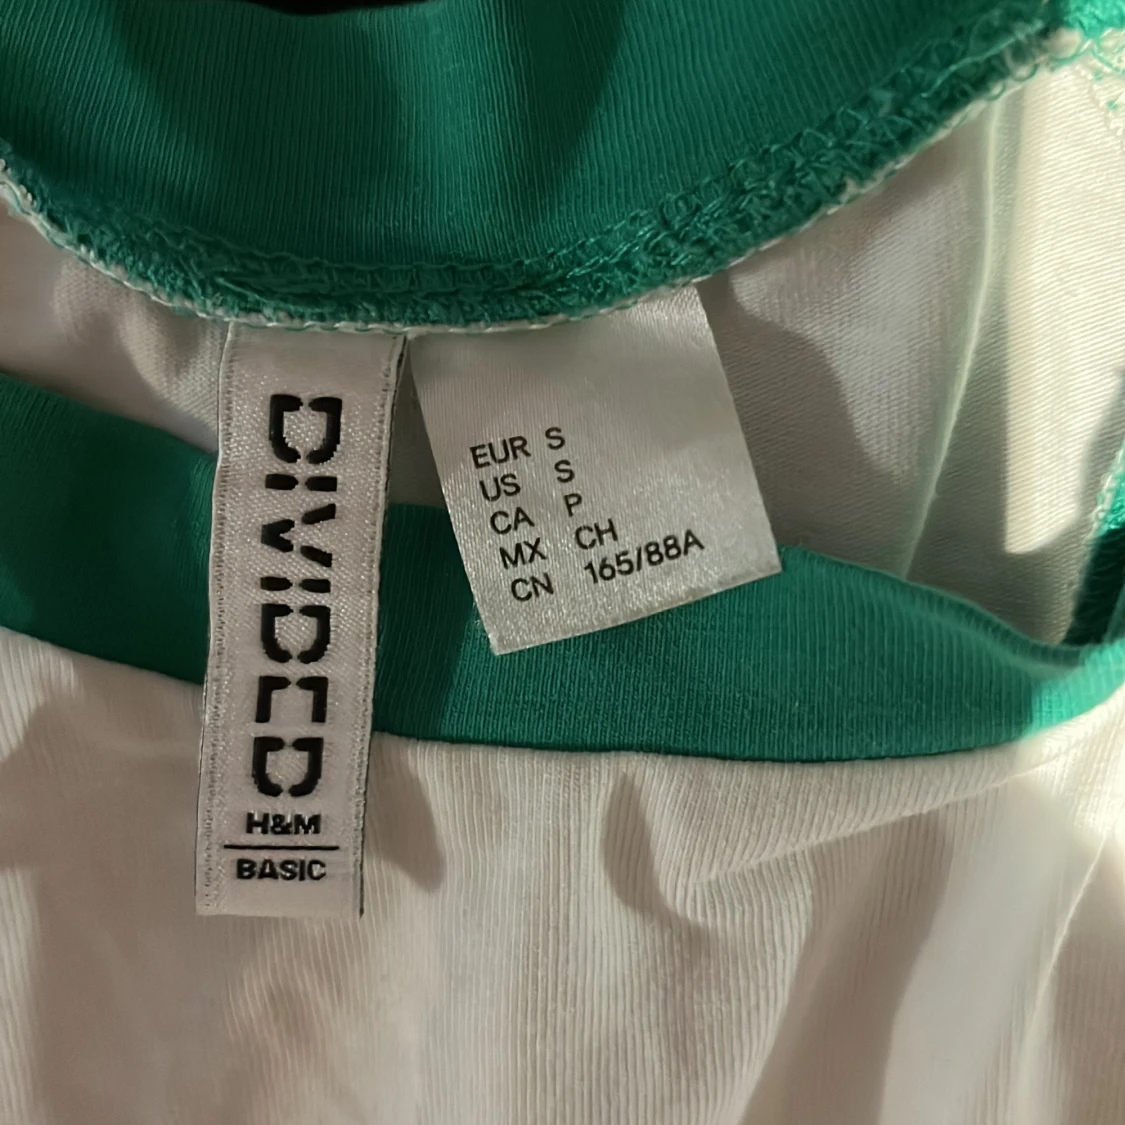 DIVIDED
H&M
BASIC
EUR S
US S
CA P
MX CH
CN 165/88A